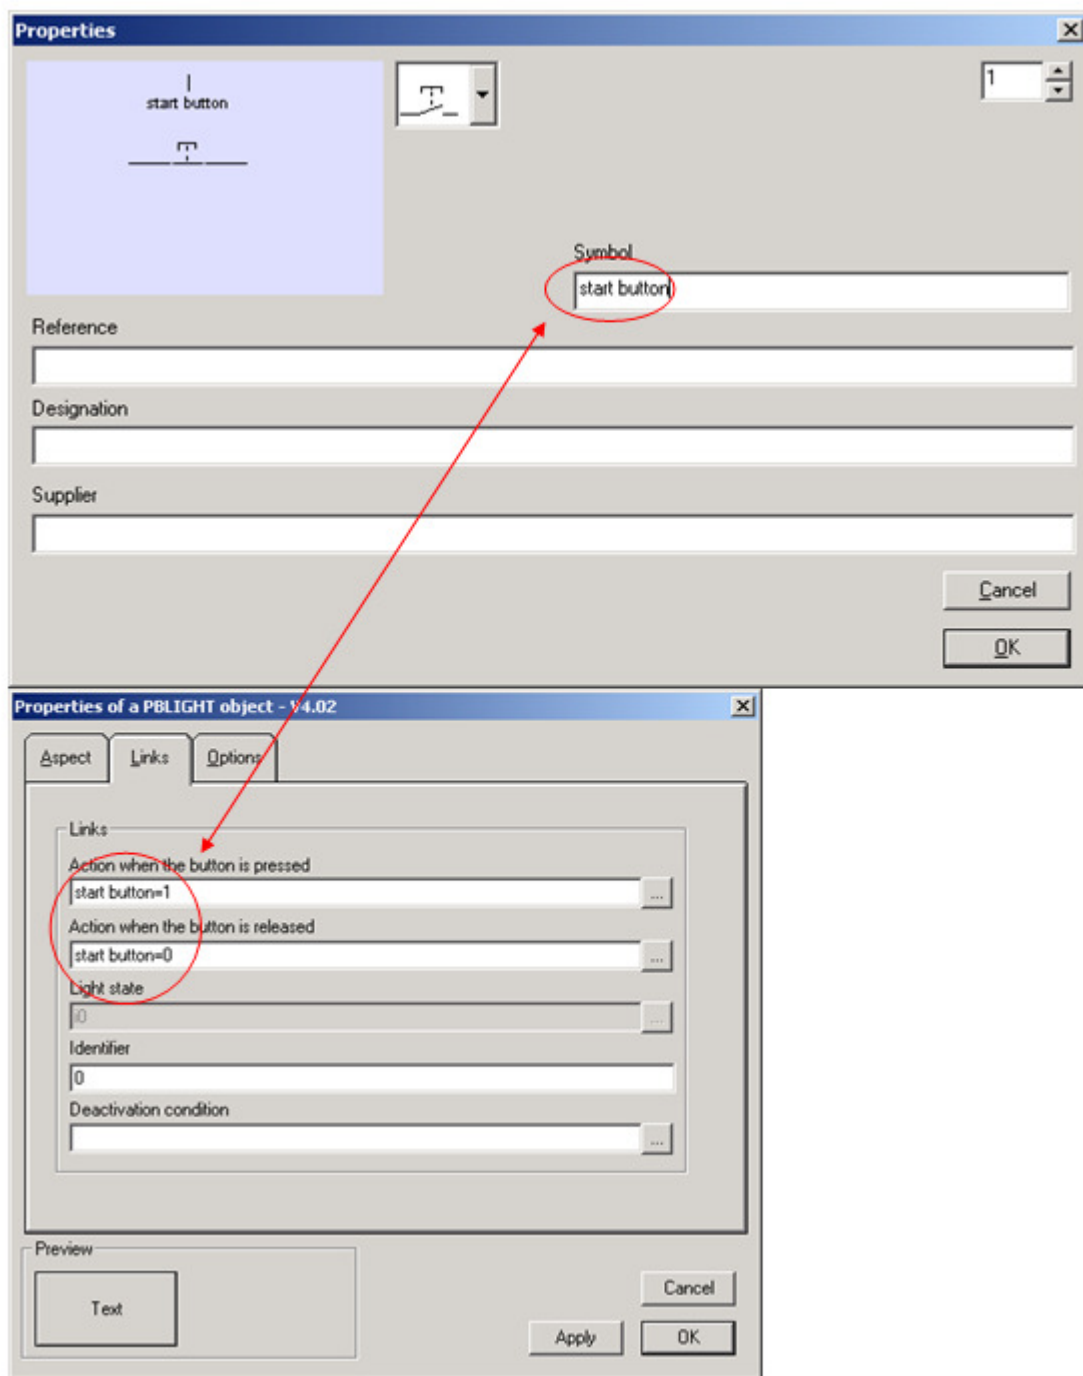 Properties
start button
1
Symbol
start button
Reference
Designation
Supplier
Cancel
OK
Properties of a PBLIGHT object - V4.02
Aspect Links Options
Links
Action when the button is pressed
start button=1 ...
Action when the button is released
start button=0 ...
Light state
i0 ...
Identifier
0
Deactivation condition
...
Preview
Text
Cancel
Apply OK